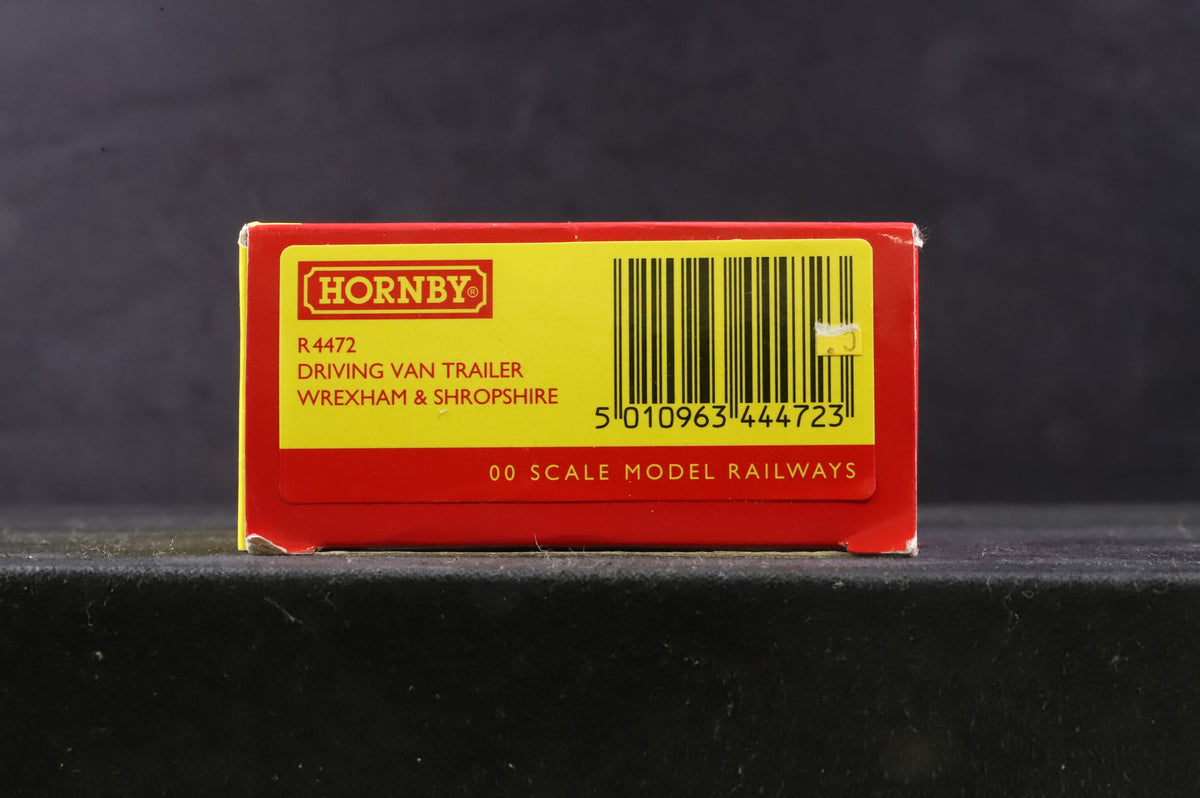 HORNBY®
R4472
DRIVING VAN TRAILER
WREXHAM & SHROPSHIRE
5 010963 444723
00 SCALE MODEL RAILWAYS